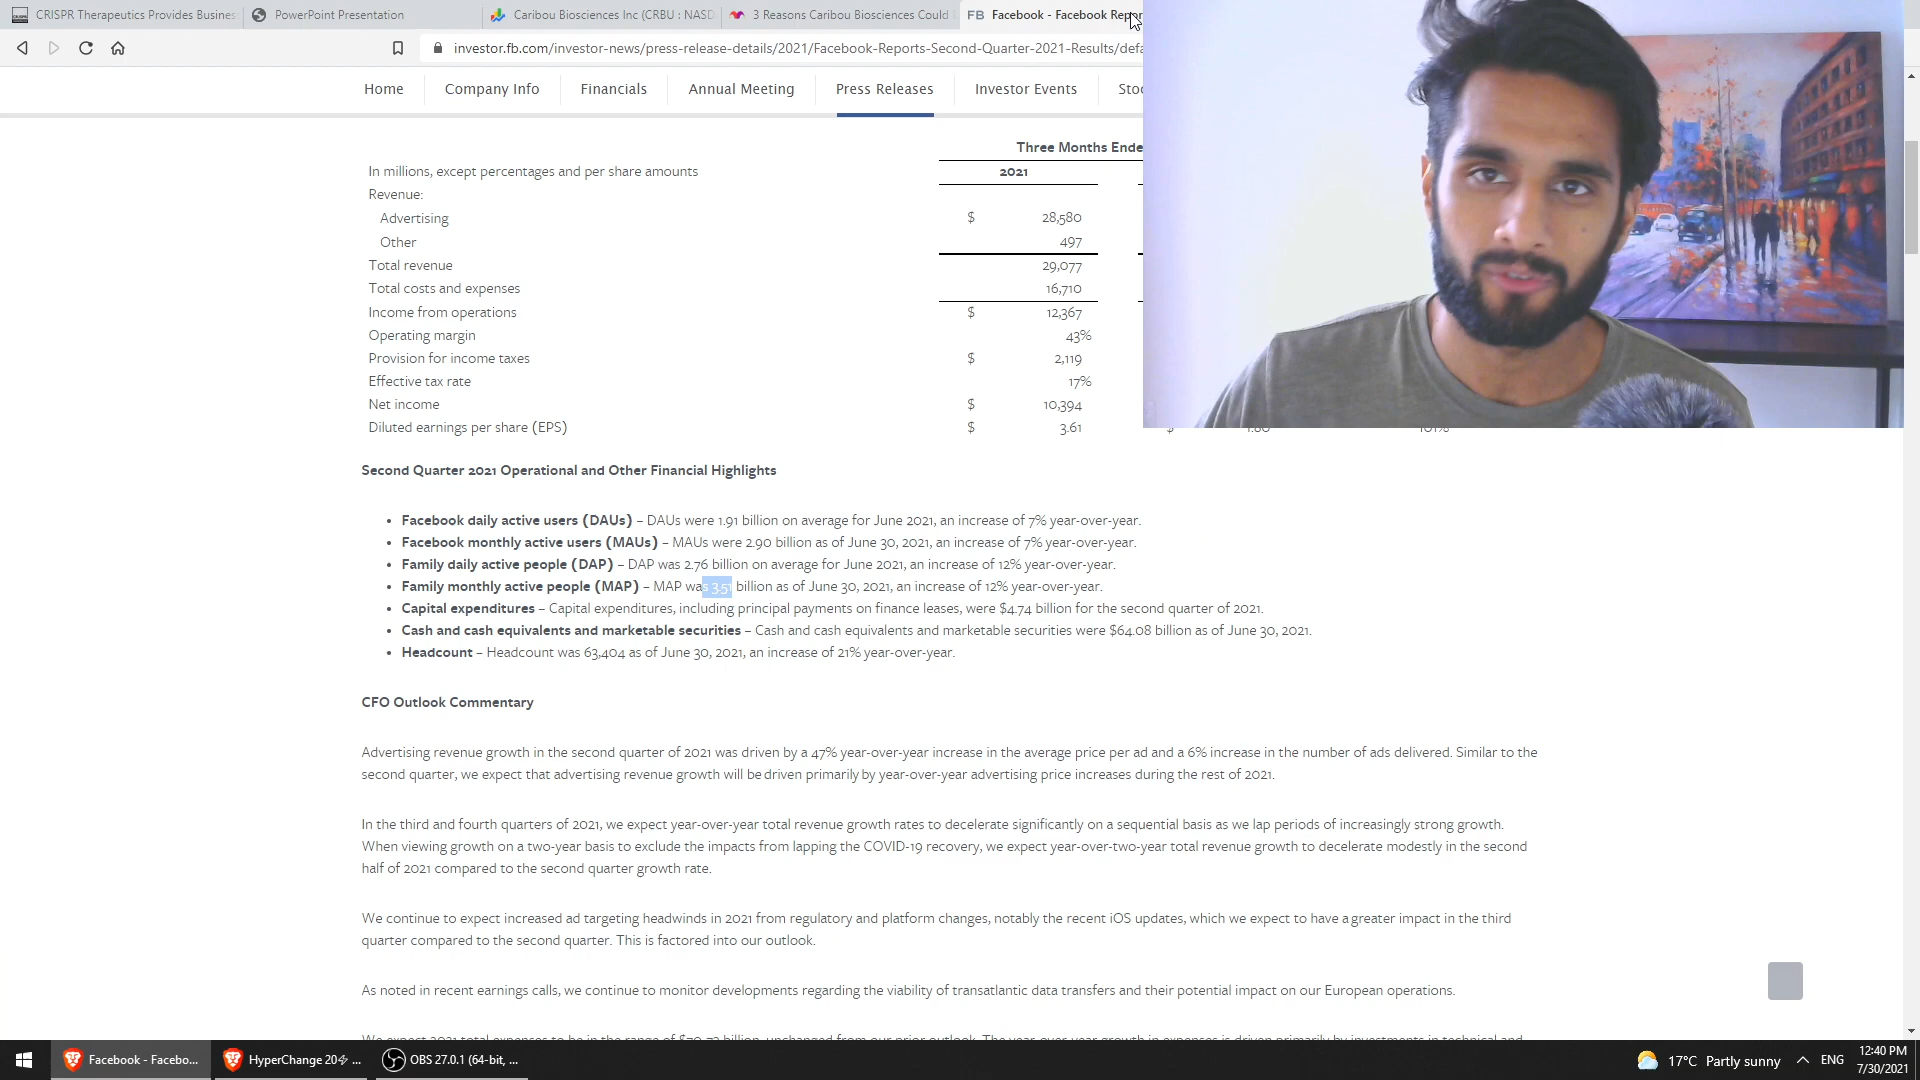 CRISPR Therapeutics Provides Busines
PowerPoint Presentation
Caribou Biosciences Inc (CRBU : NASD
3 Reasons Caribou Biosciences Could
FB Facebook - Facebook Repor
investor.fb.com/investor-news/press-release-details/2021/Facebook-Reports-Second-Quarter-2021-Results/defa
Home Company Info Financials Annual Meeting Press Releases Investor Events Stoc
Three Months Ende
In millions, except percentages and per share amounts 2021
Revenue:
Advertising $ 28,580
Other 497
Total revenue 29,077
Total costs and expenses 16,710
Income from operations $ 12,367
Operating margin 43%
Provision for income taxes $ 2,119
Effective tax rate 17%
Net income $ 10,394
Diluted earnings per share (EPS) $ 3.61
Second Quarter 2021 Operational and Other Financial Highlights
• Facebook daily active users (DAUs) – DAUs were 1.91 billion on average for June 2021, an increase of 7% year-over-year.
• Facebook monthly active users (MAUs) – MAUs were 2.90 billion as of June 30, 2021, an increase of 7% year-over-year.
• Family daily active people (DAP) – DAP was 2.76 billion on average for June 2021, an increase of 12% year-over-year.
• Family monthly active people (MAP) – MAP was 3.51 billion as of June 30, 2021, an increase of 12% year-over-year.
• Capital expenditures – Capital expenditures, including principal payments on finance leases, were $4.74 billion for the second quarter of 2021.
• Cash and cash equivalents and marketable securities – Cash and cash equivalents and marketable securities were $64.08 billion as of June 30, 2021.
• Headcount – Headcount was 63,404 as of June 30, 2021, an increase of 21% year-over-year.
CFO Outlook Commentary
Advertising revenue growth in the second quarter of 2021 was driven by a 47% year-over-year increase in the average price per ad and a 6% increase in the number of ads delivered. Similar to the
second quarter, we expect that advertising revenue growth will be driven primarily by year-over-year advertising price increases during the rest of 2021.
In the third and fourth quarters of 2021, we expect year-over-year total revenue growth rates to decelerate significantly on a sequential basis as we lap periods of increasingly strong growth.
When viewing growth on a two-year basis to exclude the impacts from lapping the COVID-19 recovery, we expect year-over-two-year total revenue growth to decelerate modestly in the second
half of 2021 compared to the second quarter growth rate.
We continue to expect increased ad targeting headwinds in 2021 from regulatory and platform changes, notably the recent iOS updates, which we expect to have a greater impact in the third
quarter compared to the second quarter. This is factored into our outlook.
As noted in recent earnings calls, we continue to monitor developments regarding the viability of transatlantic data transfers and their potential impact on our European operations.
Facebook - Facebo...
HyperChange 20 ...
OBS 27.0.1 (64-bit, ...
17°C Partly sunny
ENG
12:40 PM
7/30/2021